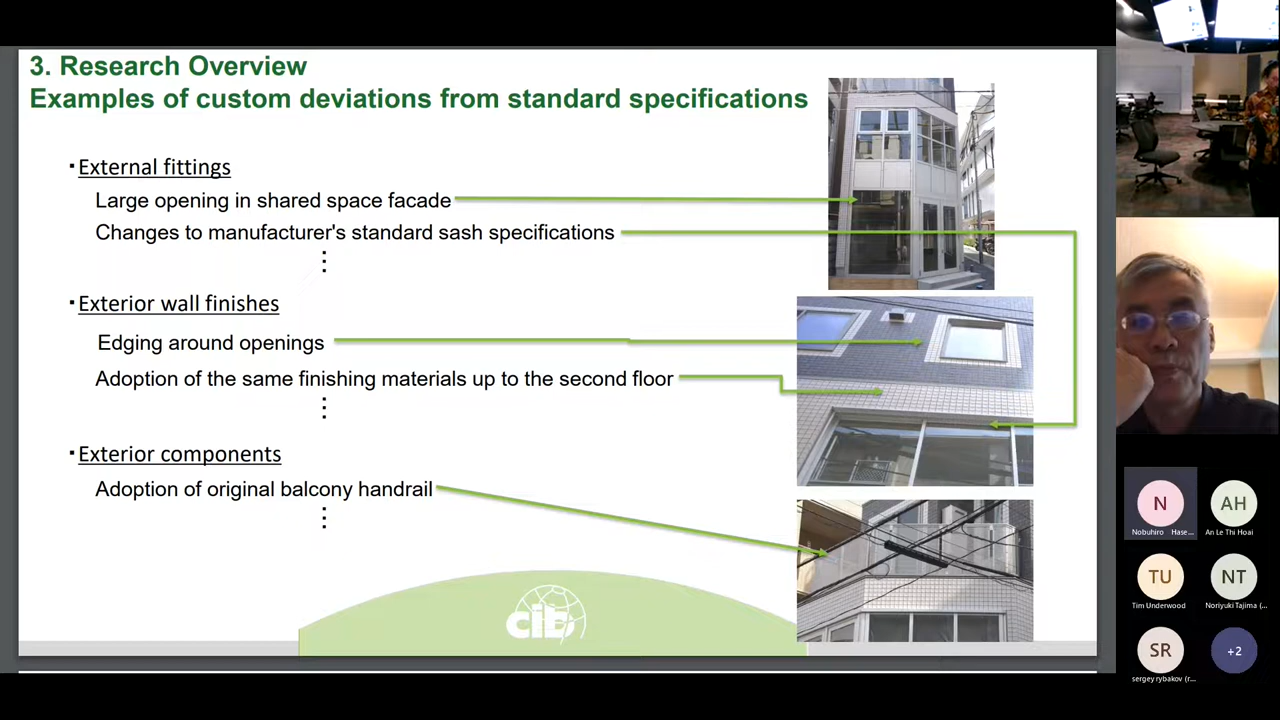 3. Research Overview
Examples of custom deviations from standard specifications
▪External fittings
Large opening in shared space facade
Changes to manufacturer's standard sash specifications
⋮
▪Exterior wall finishes
Edging around openings
Adoption of the same finishing materials up to the second floor
⋮
▪Exterior components
Adoption of original balcony handrail
⋮
CIB
N
AH
Nobuhiro Hase...
An Le Thi Hoai
TU
NT
Tim Underwood
Noriyuki Tajima (...
SR
+2
sergey rybakov (r...